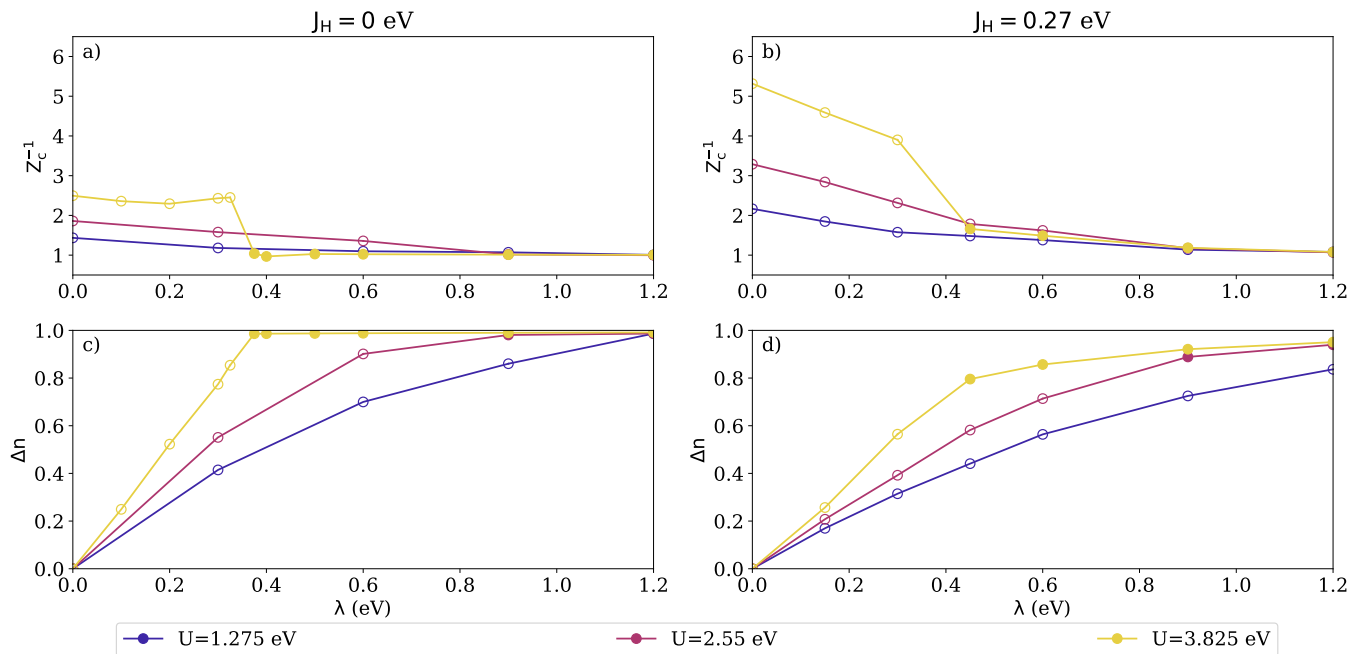 J_H = 0 eV
J_H = 0.27 eV
a)
b)
6
5
4
3
2
1
Z_c^{-1}
0.0 0.2 0.4 0.6 0.8 1.0 1.2
6
5
4
3
2
1
Z_c^{-1}
0.0 0.2 0.4 0.6 0.8 1.0 1.2
c)
d)
1.0
0.8
0.6
0.4
0.2
0.0
Δn
0.0 0.2 0.4 0.6 0.8 1.0 1.2
λ (eV)
1.0
0.8
0.6
0.4
0.2
0.0
Δn
0.0 0.2 0.4 0.6 0.8 1.0 1.2
λ (eV)
U=1.275 eV U=2.55 eV U=3.825 eV